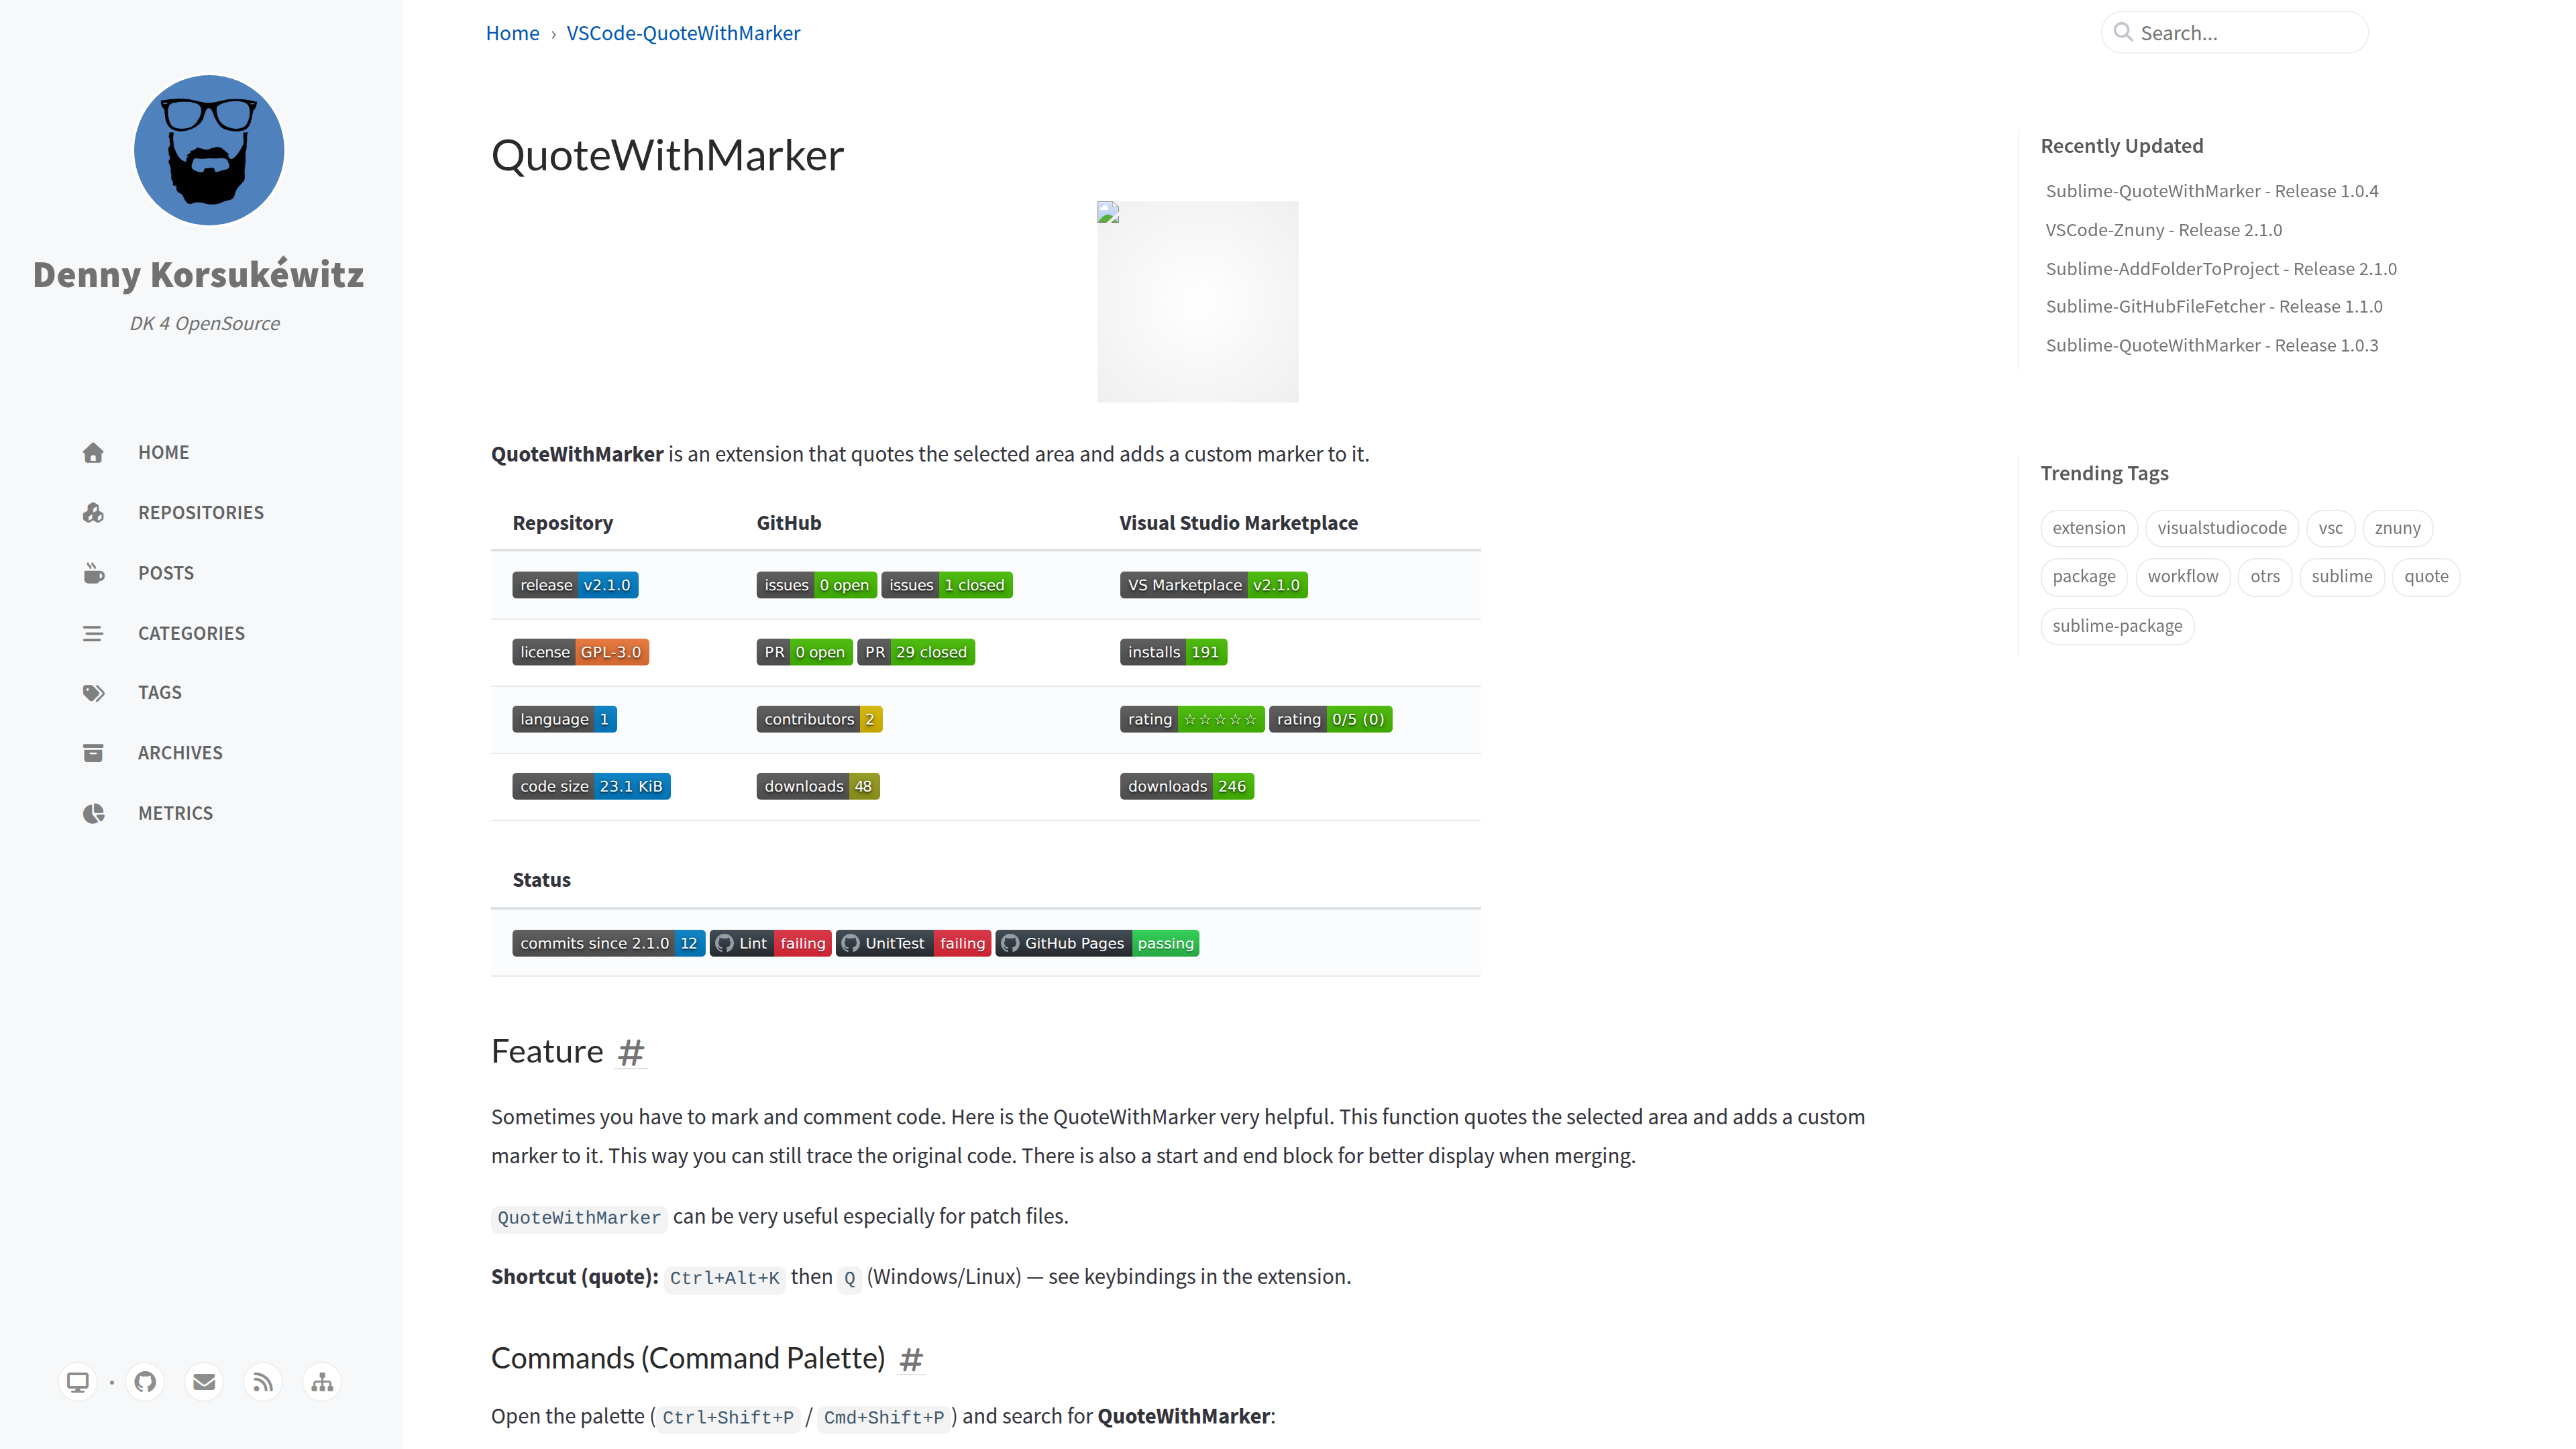 Denny Korsukéwitz
DK 4 OpenSource
HOME
REPOSITORIES
POSTS
CATEGORIES
TAGS
ARCHIVES
METRICS
Home › VSCode-QuoteWithMarker
Search...
QuoteWithMarker
QuoteWithMarker is an extension that quotes the selected area and adds a custom marker to it.
Repository GitHub Visual Studio Marketplace
release v2.1.0 issues 0 open issues 1 closed VS Marketplace v2.1.0
license GPL-3.0 PR 0 open PR 29 closed installs 191
language 1 contributors 2 rating ☆☆☆☆☆ rating 0/5 (0)
code size 23.1 KiB downloads 48 downloads 246
Status
commits since 2.1.0 12 Lint failing UnitTest failing GitHub Pages passing
Feature #
Sometimes you have to mark and comment code. Here is the QuoteWithMarker very helpful. This function quotes the selected area and adds a custom
marker to it. This way you can still trace the original code. There is also a start and end block for better display when merging.
QuoteWithMarker can be very useful especially for patch files.
Shortcut (quote): Ctrl+Alt+K then Q (Windows/Linux) — see keybindings in the extension.
Commands (Command Palette) #
Open the palette ( Ctrl+Shift+P / Cmd+Shift+P ) and search for QuoteWithMarker:
Recently Updated
Sublime-QuoteWithMarker - Release 1.0.4
VSCode-Znuny - Release 2.1.0
Sublime-AddFolderToProject - Release 2.1.0
Sublime-GitHubFileFetcher - Release 1.1.0
Sublime-QuoteWithMarker - Release 1.0.3
Trending Tags
extension visualstudiocode vsc znuny
package workflow otrs sublime quote
sublime-package